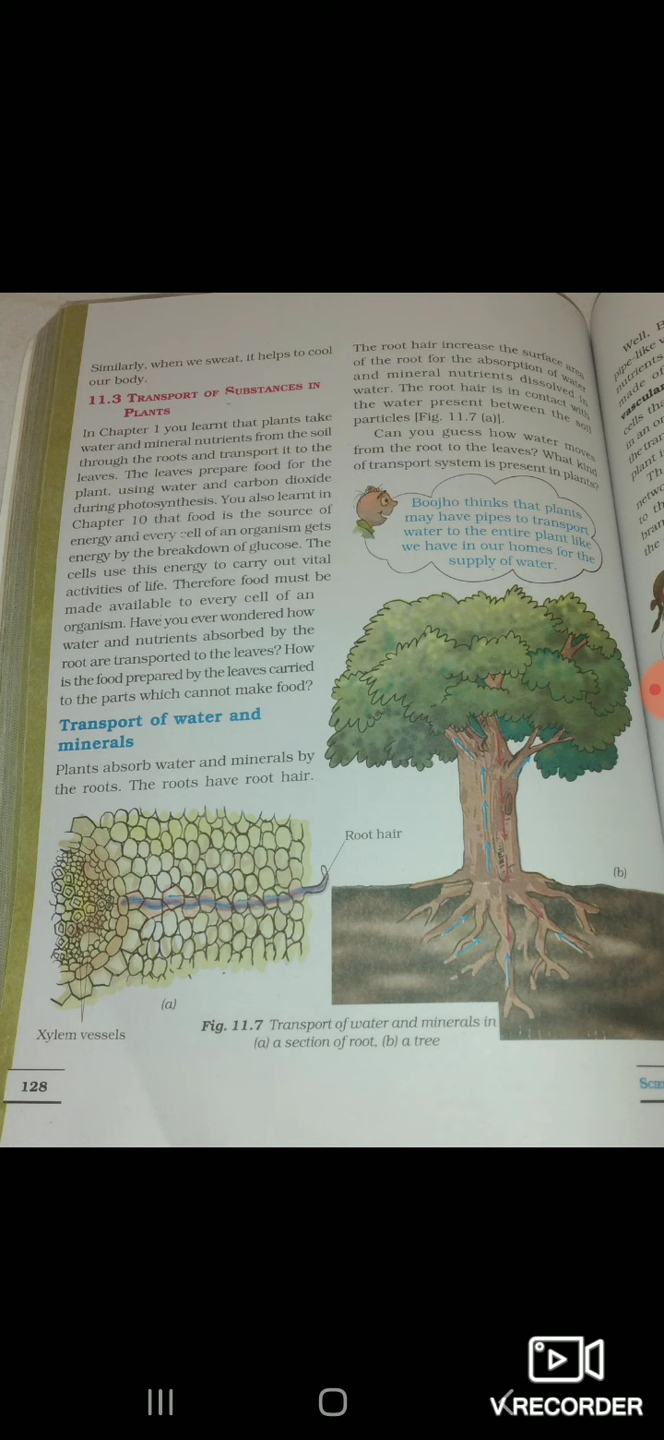 Similarly, when we sweat, it helps to cool
our body.
11.3 TRANSPORT OF SUBSTANCES IN
PLANTS
In Chapter 1 you learnt that plants take
water and mineral nutrients from the soil
through the roots and transport it to the
leaves. The leaves prepare food for the
plant, using water and carbon dioxide
during photosynthesis. You also learnt in
Chapter 10 that food is the source of
energy and every cell of an organism gets
energy by the breakdown of glucose. The
cells use this energy to carry out vital
activities of life. Therefore food must be
made available to every cell of an
organism. Have you ever wondered how
water and nutrients absorbed by the
root are transported to the leaves? How
is the food prepared by the leaves carried
to the parts which cannot make food?
Transport of water and
minerals
Plants absorb water and minerals by
the roots. The roots have root hair.
The root hair increase the surface area
of the root for the absorption of water
and mineral nutrients dissolved in
water. The root hair is in contact with
the water present between the soil
particles [Fig. 11.7 (a)].
Can you guess how water moves
from the root to the leaves? What kind
of transport system is present in plants?
Boojho thinks that plants
may have pipes to transport
water to the entire plant like
we have in our homes for the
supply of water.
Root hair
(b)
(a)
Xylem vessels
Fig. 11.7 Transport of water and minerals in
(a) a section of root, (b) a tree
128
Well,
pipe-like
nutrients
made of
cells
in an
plant
to
the
V RECORDER